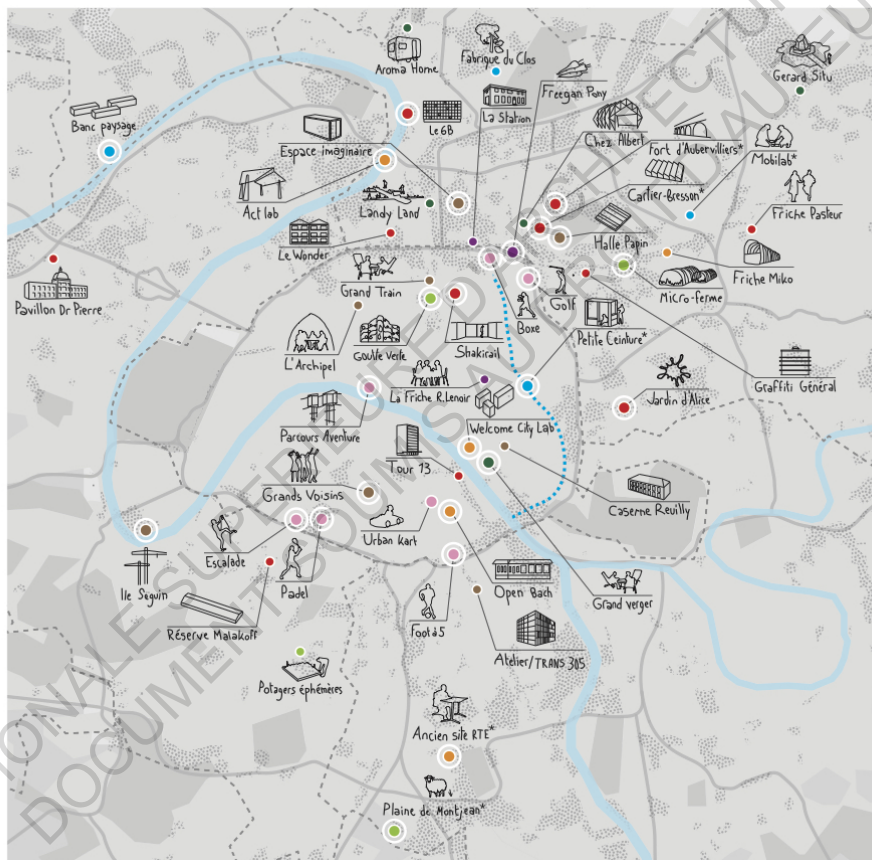 Aroma Home
Fabrique du Clos
Gerard Situ
Freegan Pony
La Station
Banc paysage
Le 6B
Chez Albert
Fort d'Aubervilliers*
Mobilab*
Espace imaginaire
Cartier-Bresson*
Act lab
Landy Land
Friche Pasteur
Le Wonder
Halle Papin
Friche Miko
Pavillon Dr Pierre
Grand Train
Golf
Micro-ferme
Boxe
Petite Ceinture*
L'Archipel
Goutte Verte
Shakirail
Graffiti Général
La Friche R.Lenoir
Jardin d'Alice
Parcours Aventure
Welcome City Lab
Tour 13
Grands Voisins
Caserne Reuilly
Urban Kart
Escalade
Padel
Ile Seguin
Open Bach
Grand verger
Réserve Malakoff
Foot à 5
Atelier/TRANS 305
Potagers éphémères
Ancien site RTE*
Plaine de Montjean*